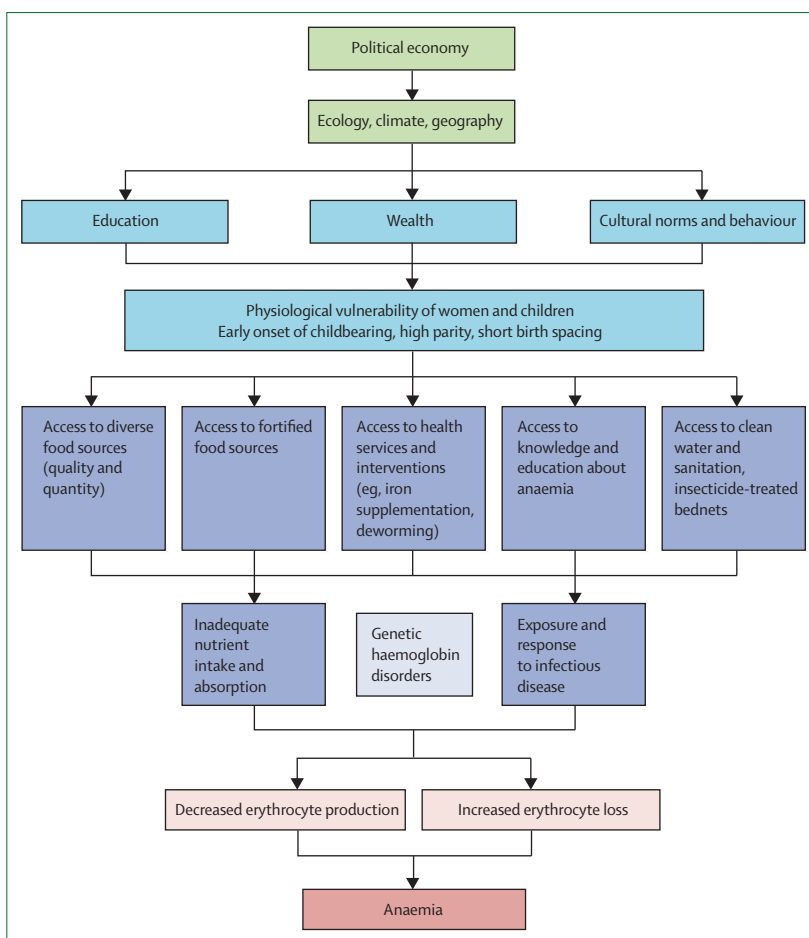 Political economy
Ecology, climate, geography
Education
Wealth
Cultural norms and behaviour
Physiological vulnerability of women and children
Early onset of childbearing, high parity, short birth spacing
Access to diverse
food sources
(quality and
quantity)
Access to fortified
food sources
Access to health
services and
interventions
(eg, iron
supplementation,
deworming)
Access to
knowledge and
education about
anaemia
Access to clean
water and
sanitation,
insecticide-treated
bednets
Inadequate
nutrient
intake and
absorption
Genetic
haemoglobin
disorders
Exposure and
response
to infectious
disease
Decreased erythrocyte production
Increased erythrocyte loss
Anaemia